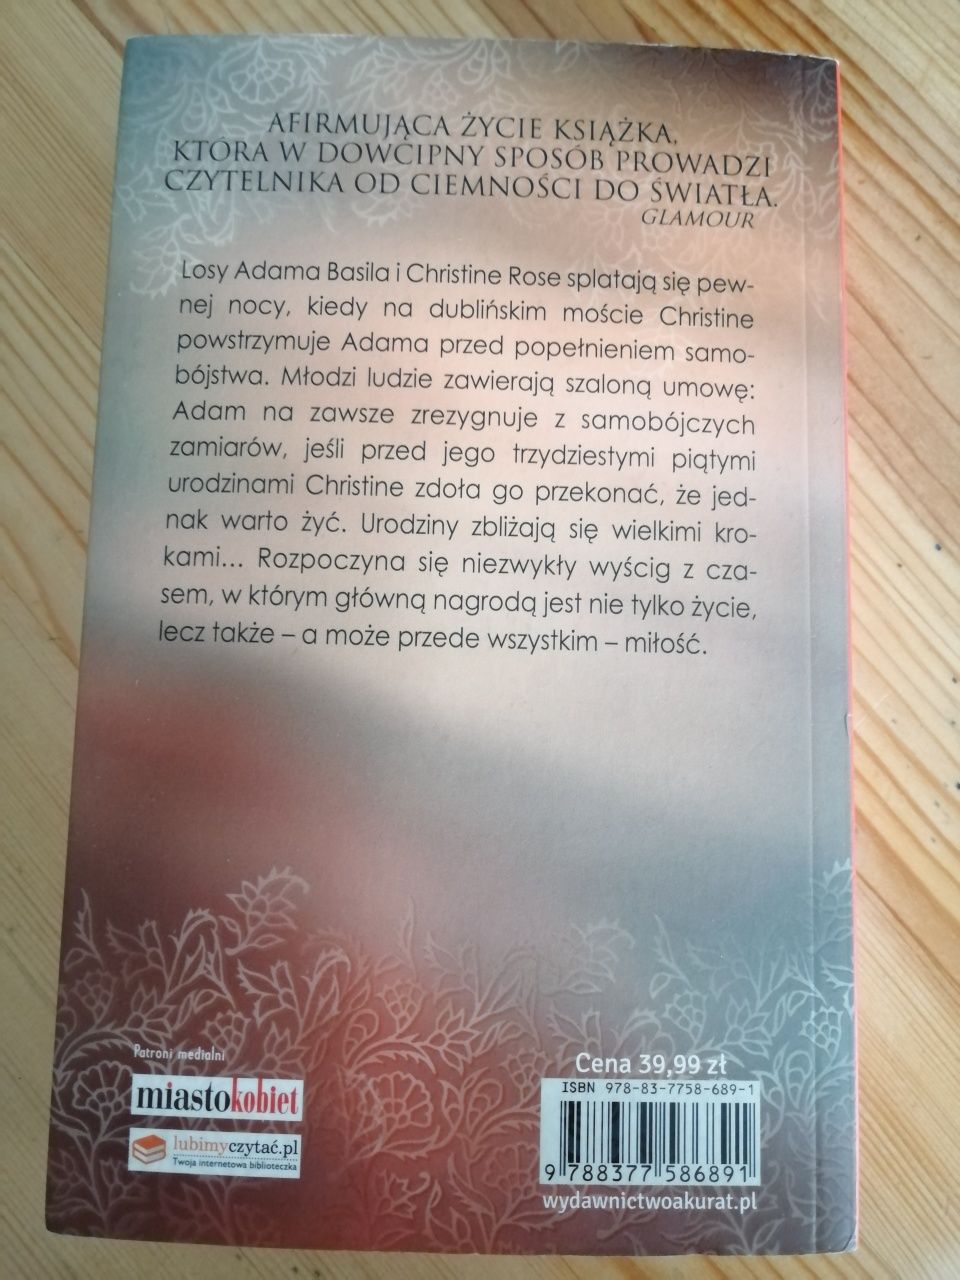 AFIRMUJĄCA ŻYCIE KSIĄŻKA,
KTÓRA W DOWCIPNY SPOSÓB PROWADZI
CZYTELNIKA OD CIEMNOŚCI DO ŚWIATŁA.
GLAMOUR
Losy Adama Basila i Christine Rose splatają się pew-
nej nocy, kiedy na dublińskim moście Christine
powstrzymuje Adama przed popełnieniem samo-
bójstwa. Młodzi ludzie zawierają szaloną umowę:
Adam na zawsze zrezygnuje z samobójczych
zamiarów, jeśli przed jego trzydziestymi piątymi
urodzinami Christine zdoła go przekonać, że jed-
nak warto żyć. Urodziny zbliżają się wielkimi kro-
kami... Rozpoczyna się niezwykły wyścig z cza-
sem, w którym główną nagrodą jest nie tylko życie,
lecz także – a może przede wszystkim – miłość.
Patroni medialni
miastokobiet
lubimyczytać.pl
Twoja internetowa biblioteczka
Cena 39,99 zł
ISBN 978-83-7758-689-1
9 788377 586891
wydawnictwoakurat.pl